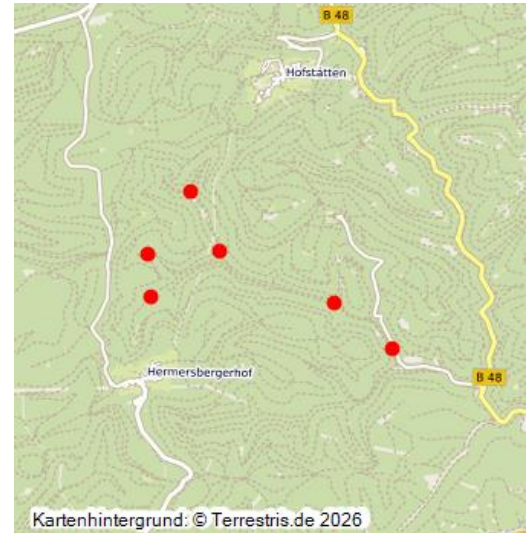 B 48
Hofstätten
Hermersbergerhof
B 48
Kartenhintergrund: © Terrestris.de 2026